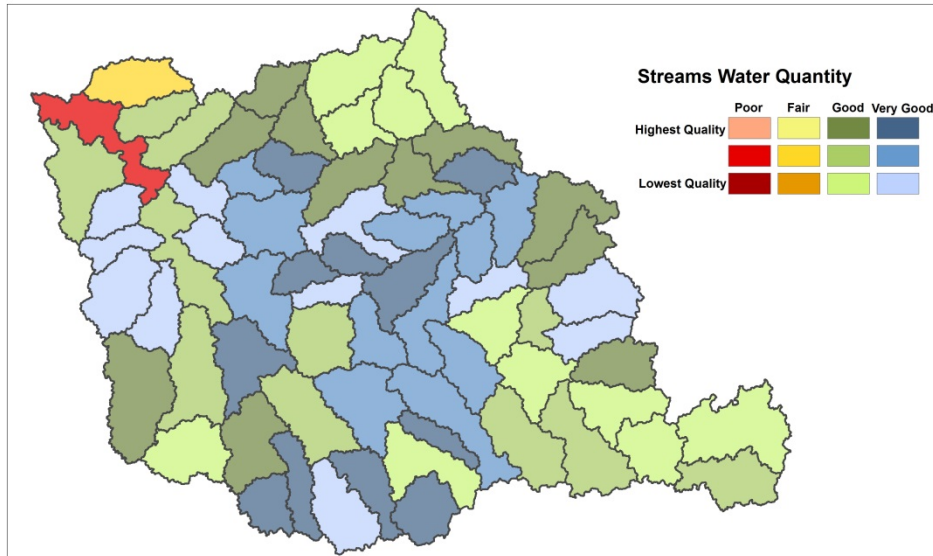 Streams Water Quantity
Poor Fair Good Very Good
Highest Quality
Lowest Quality